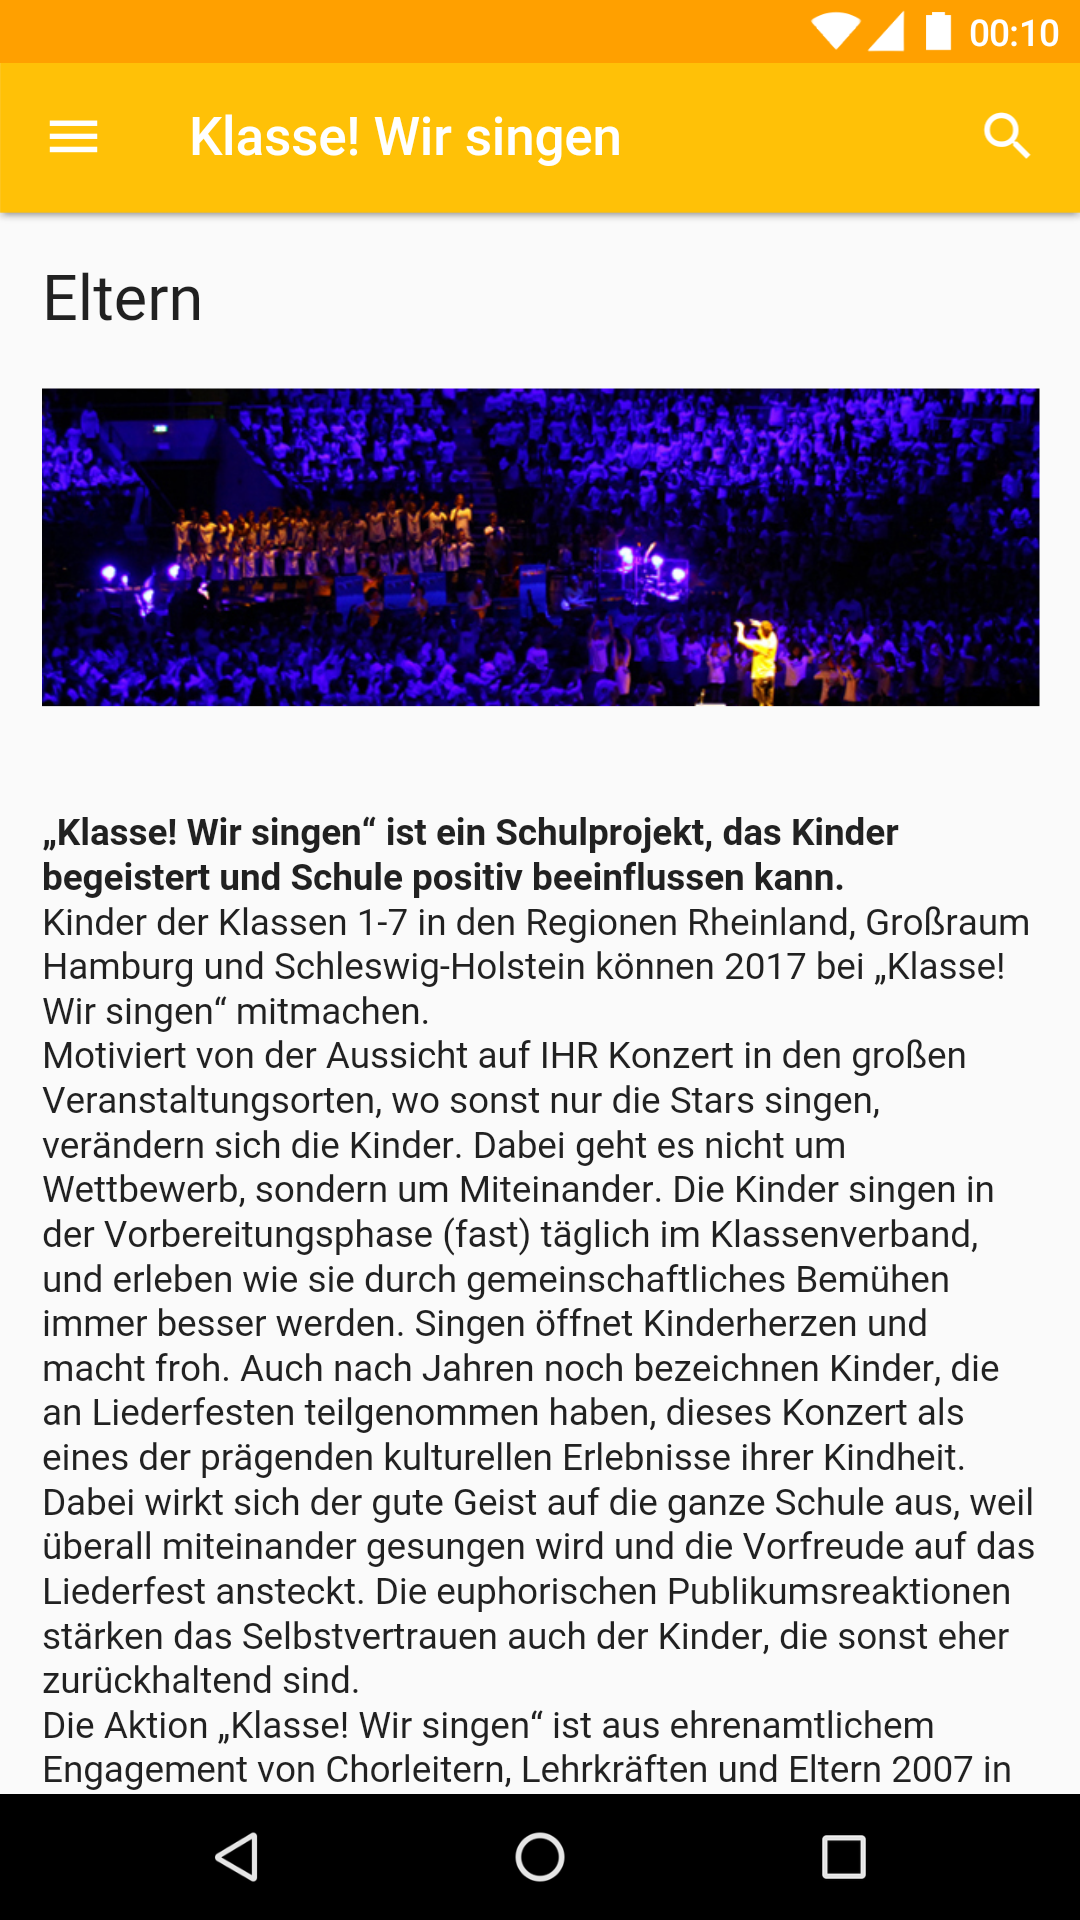 00:10
Klasse! Wir singen
Eltern
„Klasse! Wir singen“ ist ein Schulprojekt, das Kinder
begeistert und Schule positiv beeinflussen kann.
Kinder der Klassen 1-7 in den Regionen Rheinland, Großraum
Hamburg und Schleswig-Holstein können 2017 bei „Klasse!
Wir singen“ mitmachen.
Motiviert von der Aussicht auf IHR Konzert in den großen
Veranstaltungsorten, wo sonst nur die Stars singen,
verändern sich die Kinder. Dabei geht es nicht um
Wettbewerb, sondern um Miteinander. Die Kinder singen in
der Vorbereitungsphase (fast) täglich im Klassenverband,
und erleben wie sie durch gemeinschaftliches Bemühen
immer besser werden. Singen öffnet Kinderherzen und
macht froh. Auch nach Jahren noch bezeichnen Kinder, die
an Liederfesten teilgenommen haben, dieses Konzert als
eines der prägenden kulturellen Erlebnisse ihrer Kindheit.
Dabei wirkt sich der gute Geist auf die ganze Schule aus, weil
überall miteinander gesungen wird und die Vorfreude auf das
Liederfest ansteckt. Die euphorischen Publikumsreaktionen
stärken das Selbstvertrauen auch der Kinder, die sonst eher
zurückhaltend sind.
Die Aktion „Klasse! Wir singen“ ist aus ehrenamtlichem
Engagement von Chorleitern, Lehrkräften und Eltern 2007 in